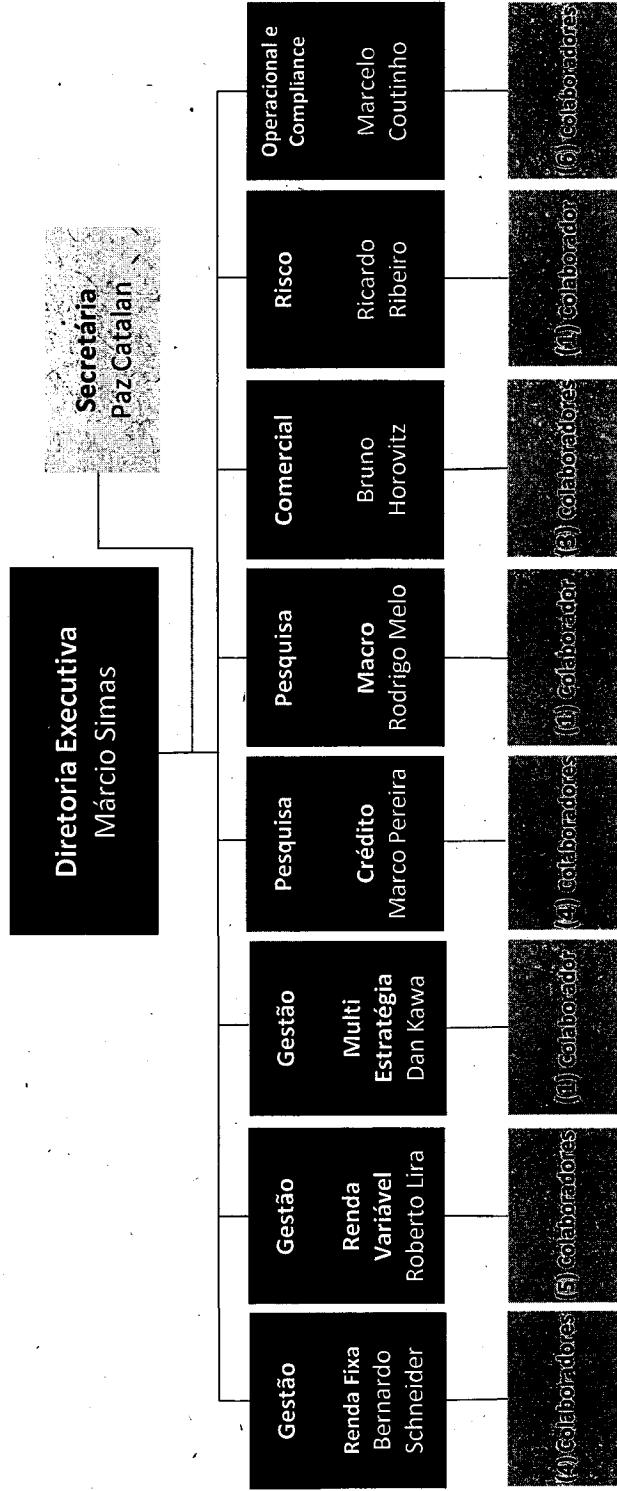 Diretoria Executiva
Márcio Simas
Secretária
Paz Catalan
Gestão
Renda Fixa
Bernardo
Schneider
Gestão
Renda
Variável
Roberto Lira
Gestão
Multi
Estratégia
Dan Kawa
Pesquisa
Crédito
Marco Pereira
Pesquisa
Macro
Rodrigo Melo
Comercial
Bruno
Horovitz
Risco
Ricardo
Ribeiro
Operacional e
Compliance
Marcelo
Coutinho
(4) Colaboradores
(5) Colaboradores
(1) Colaborador
(4) Colaboradores
(1) Colaborador
(3) Colaboradores
(1) Colaborador
(6) Colaboradores